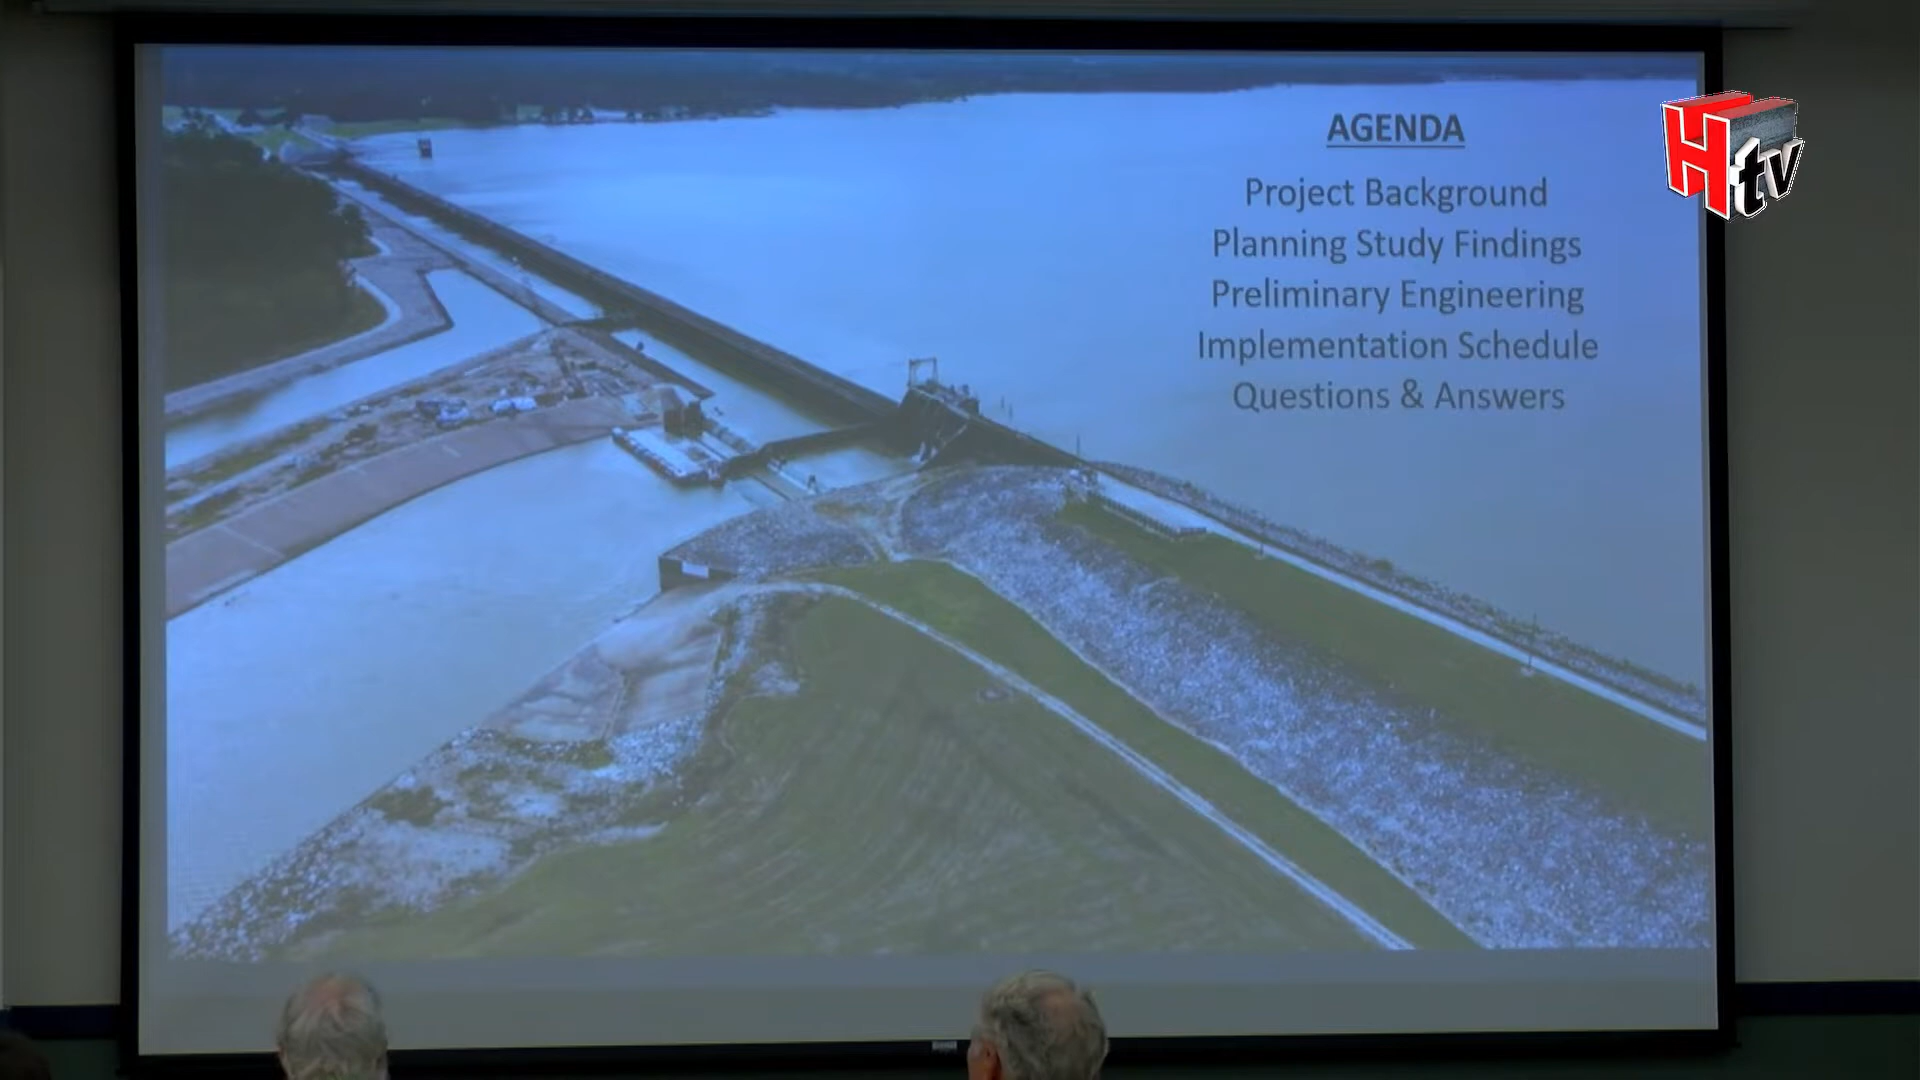 AGENDA
Htv
Project Background
Planning Study Findings
Preliminary Engineering
Implementation Schedule
Questions & Answers